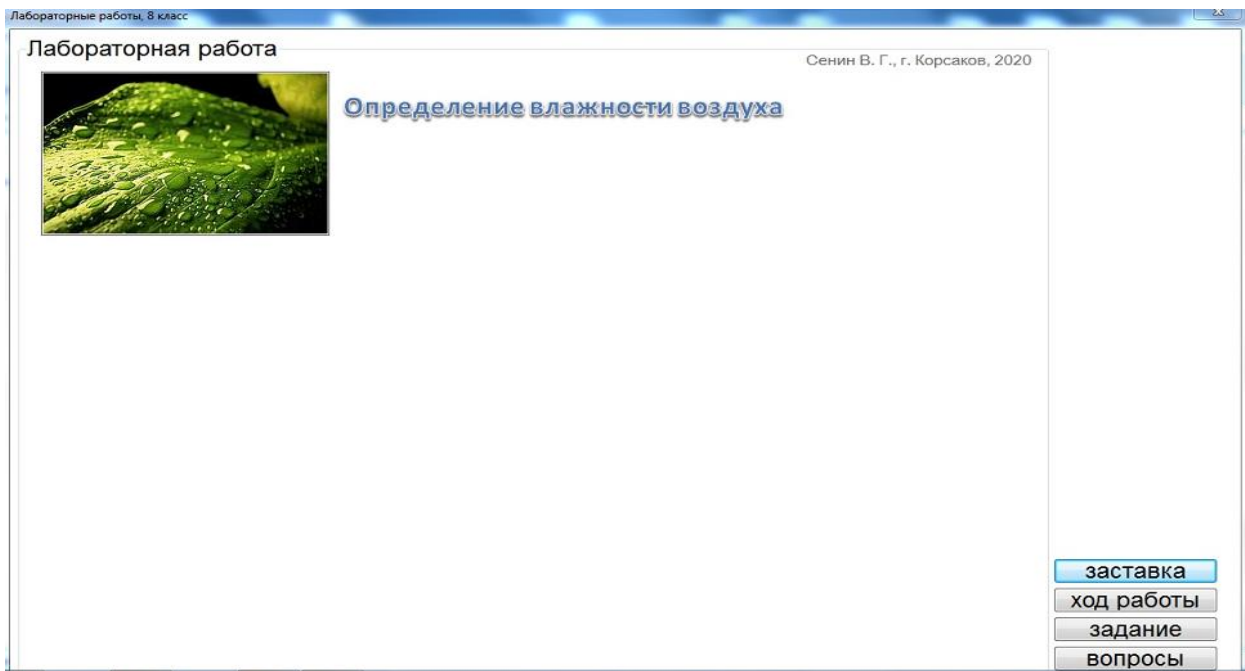 Лабораторные работы, 8 класс
Лабораторная работа
Сенин В. Г., г. Корсаков, 2020
Определение влажности воздуха
заставка
ход работы
задание
вопросы